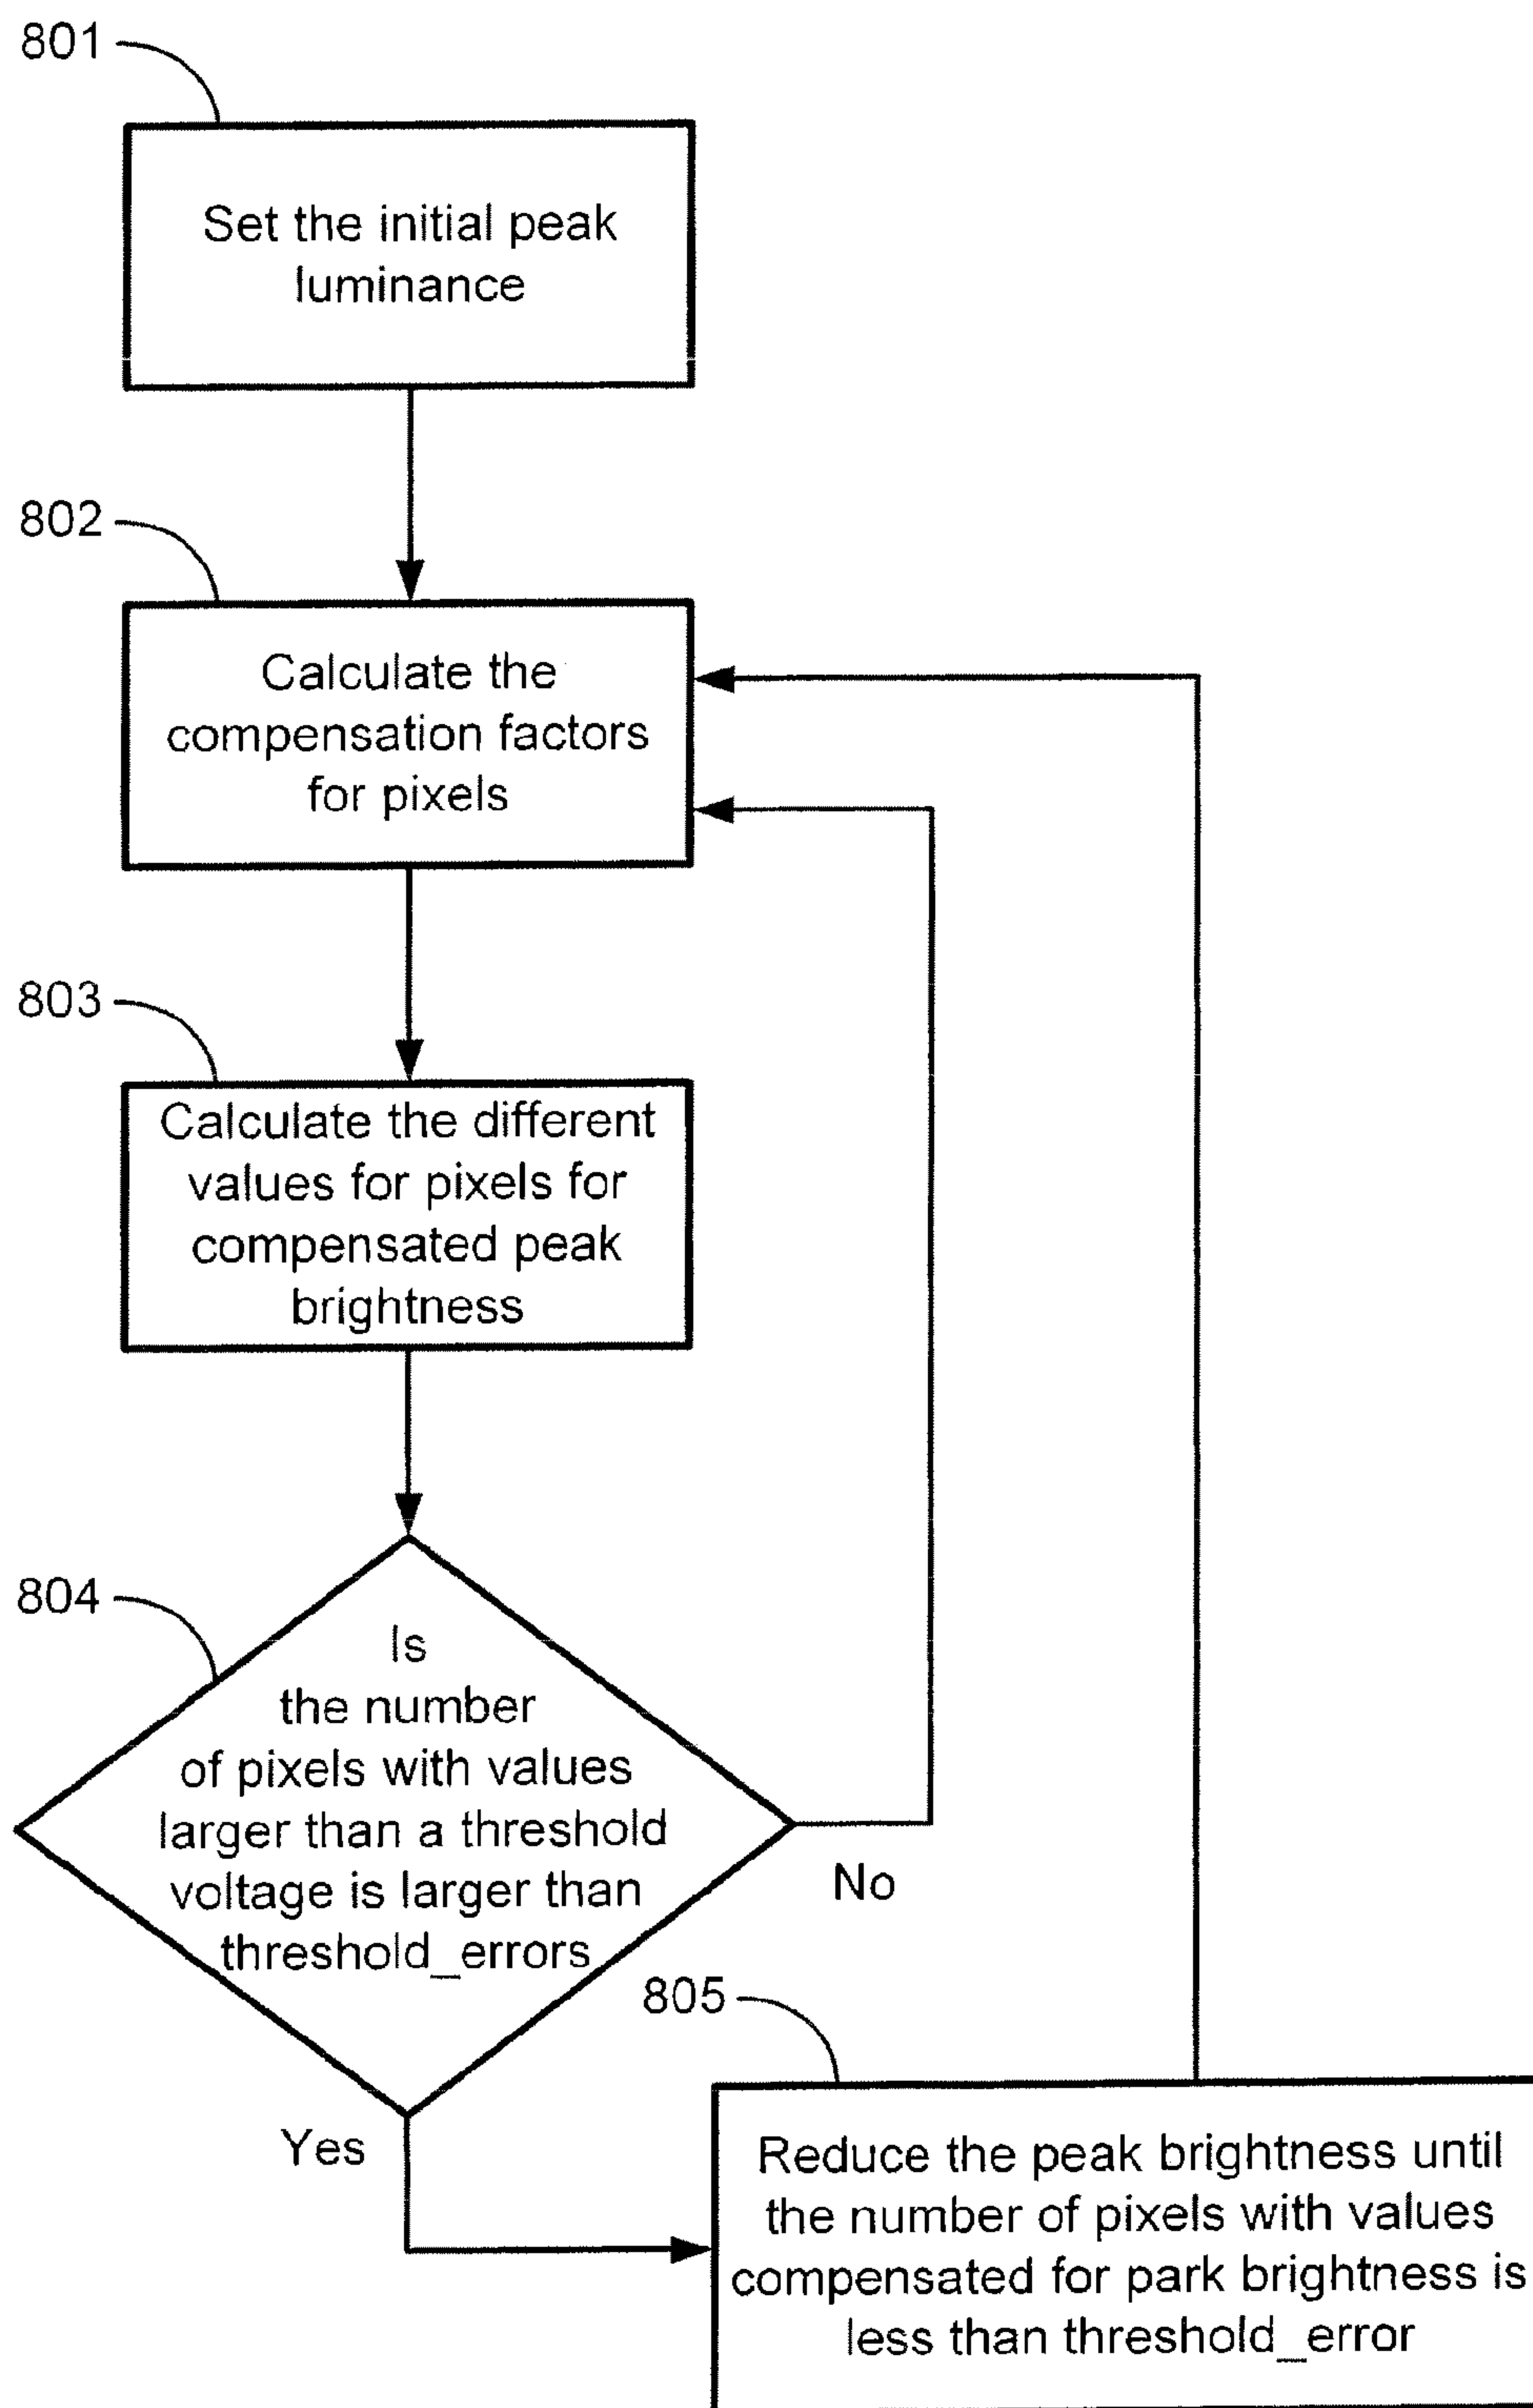 801
Set the initial peak
luminance
802
Calculate the
compensation factors
for pixels
803
Calculate the different
values for pixels for
compensated peak
brightness
804
Is
the number
of pixels with values
larger than a threshold
voltage is larger than
threshold_errors
No
Yes
805
Reduce the peak brightness until
the number of pixels with values
compensated for park brightness is
less than threshold_error